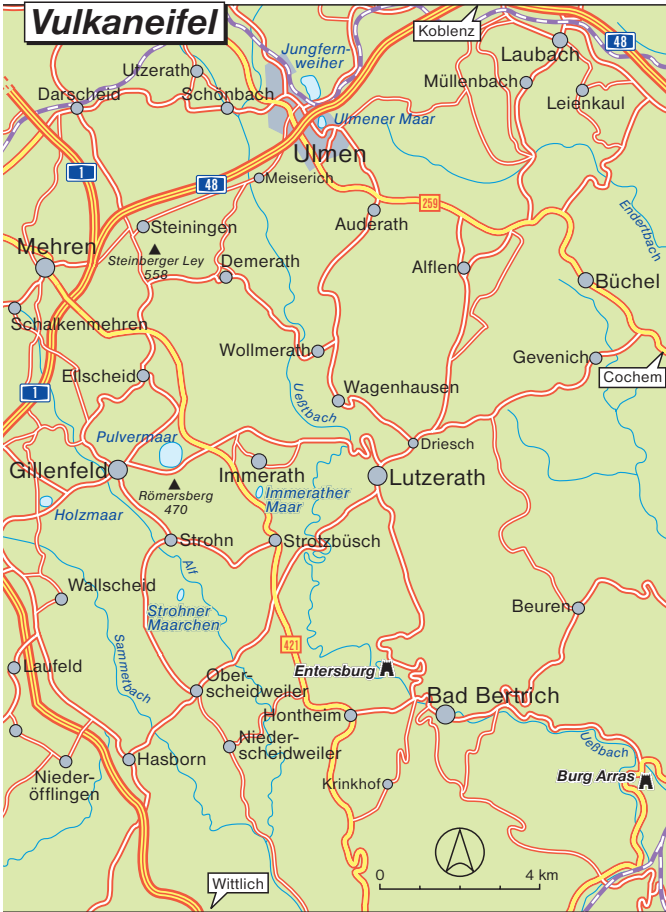 Vulkaneifel
Koblenz
48
Jungfern-
weiher
Laubach
Utzerath
Müllenbach
Darscheid
Schönbach
Leienkaul
Ulmener Maar
Ulmen
1
48
Meiserich
259
Auderath
Endertbach
Steiningen
Mehren
Steinberger Ley
558
Demerath
Alflen
Büchel
Schalkenmehren
Wollmerath
Gevenich
Cochem
Ellscheid
1
Ueßtbach
Wagenhausen
Pulvermaar
Driesch
Gillenfeld
Immerath
Lutzerath
Römersberg
470
Immerather
Maar
Holzmaar
Strohn
Strotzbüsch
Alf
Wallscheid
Strohner
Maarchen
Beuren
Sammetbach
421
Laufeld
Entersburg
Ober-
scheidweiler
Bad Bertrich
Hontheim
Nieder-
scheidweiler
Ueßbach
Hasborn
Nieder-
öfflingen
Krinkhof
Burg Arras
0
4 km
Wittlich